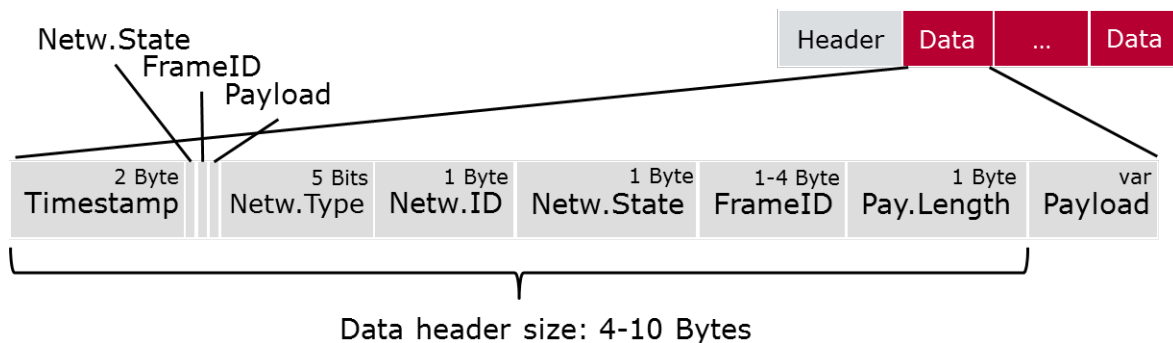 Netw.State
FrameID
Payload
Header Data ... Data
2 Byte 5 Bits 1 Byte 1 Byte 1-4 Byte 1 Byte var
Timestamp Netw.Type Netw.ID Netw.State FrameID Pay.Length Payload
Data header size: 4-10 Bytes